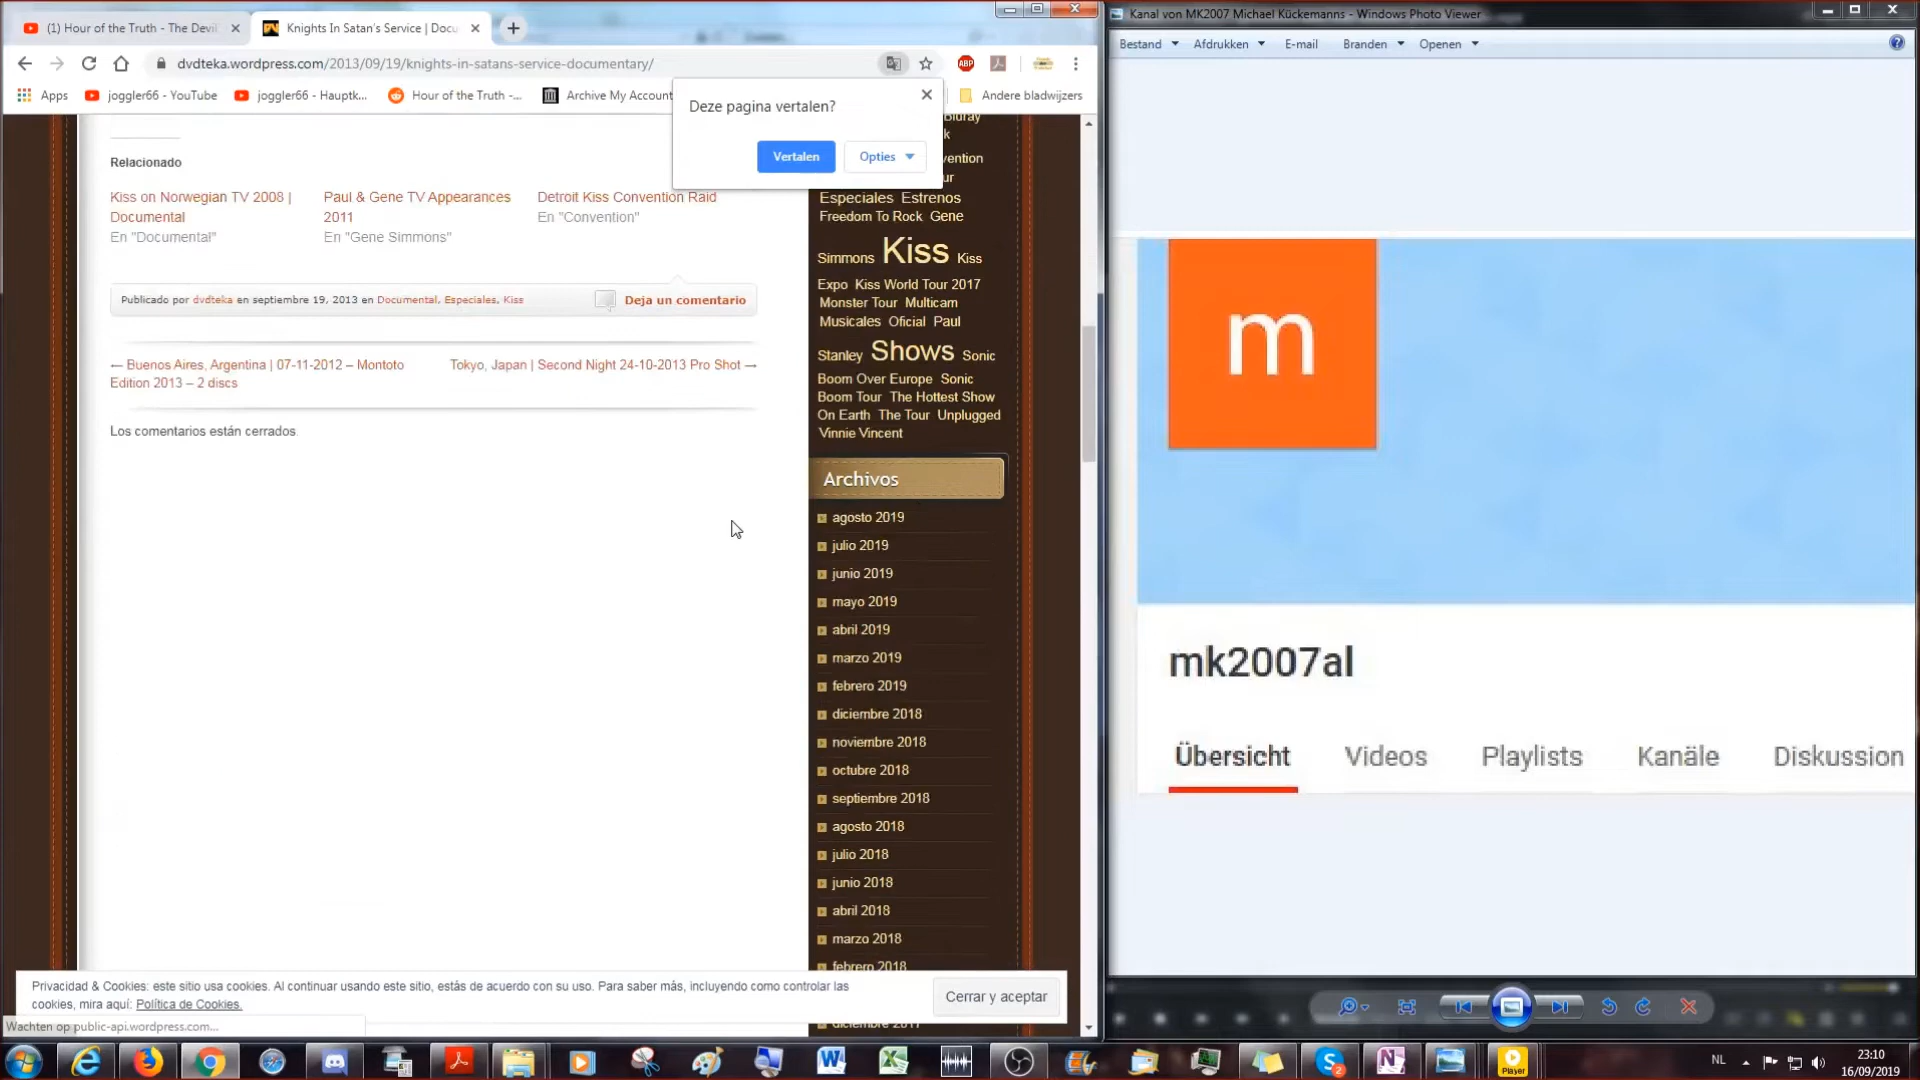 (1) Hour of the Truth - The Devil
Knights In Satan's Service | Docu
dvdteka.wordpress.com/2013/09/19/knights-in-satans-service-documentary/
ABP
Apps
joggler66 - YouTube
joggler66 - Hauptk...
Hour of the Truth -...
Archive My Account
Andere bladwijzers
Deze pagina vertalen?
Vertalen
Opties
Relacionado
Kiss on Norwegian TV 2008 |
Documental
En "Documental"
Paul & Gene TV Appearances
2011
En "Gene Simmons"
Detroit Kiss Convention Raid
En "Convention"
Publicado por dvdteka en septiembre 19, 2013 en Documental, Especiales, Kiss
Deja un comentario
← Buenos Aires, Argentina | 07-11-2012 – Montoto
Edition 2013 – 2 discs
Tokyo, Japan | Second Night 24-10-2013 Pro Shot →
Los comentarios están cerrados.
Especiales Estrenos
Freedom To Rock Gene
Simmons Kiss Kiss
Expo Kiss World Tour 2017
Monster Tour Multicam
Musicales Oficial Paul
Stanley Shows Sonic
Boom Over Europe Sonic
Boom Tour The Hottest Show
On Earth The Tour Unplugged
Vinnie Vincent
Archivos
agosto 2019
julio 2019
junio 2019
mayo 2019
abril 2019
marzo 2019
febrero 2019
diciembre 2018
noviembre 2018
octubre 2018
septiembre 2018
agosto 2018
julio 2018
junio 2018
abril 2018
marzo 2018
febrero 2018
Privacidad & Cookies: este sitio usa cookies. Al continuar usando este sitio, estás de acuerdo con su uso. Para saber más, incluyendo como controlar las
cookies, mira aquí: Política de Cookies.
Cerrar y aceptar
Wachten op public-api.wordpress.com...
Kanal von MK2007 Michael Kückemanns - Windows Photo Viewer
Bestand
Afdrukken
E-mail
Branden
Openen
m
mk2007al
Übersicht
Videos
Playlists
Kanäle
Diskussion
Player
NL
23:10
16/09/2019